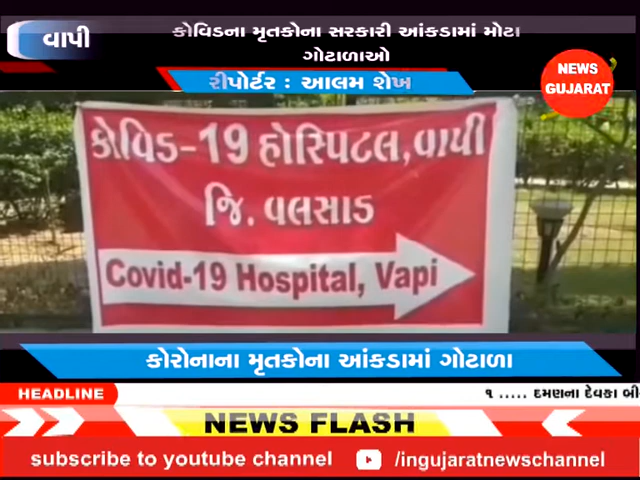 વાપી
કોવિડના મૃતકોના સરકારી આંકડામાં મોટા
ગોટાળાઓ
રીપોર્ટર : આલમ શેખ
NEWS
GUJARAT
કોવિડ-19 હોસ્પિટલ,વાપી
જિ. વલસાડ
Covid-19 Hospital, Vapi
કોરોનાના મૃતકોના આંકડામાં ગોટાળા
HEADLINE
૧ ..... દમણના દેવકા બી
NEWS FLASH
subscribe to youtube channel /ingujaratnewschannel